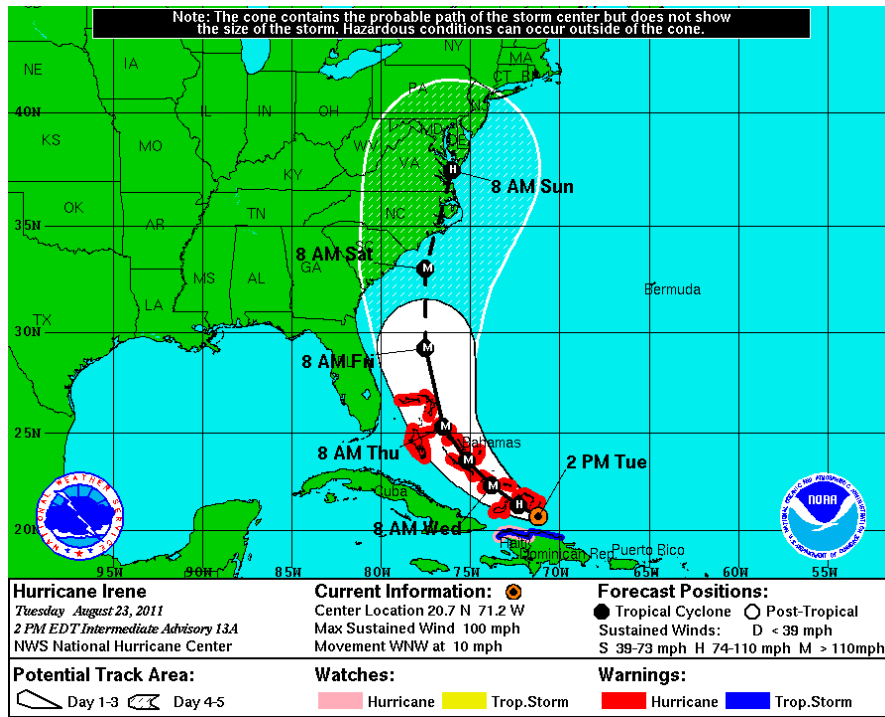 Note: The cone contains the probable path of the storm center but does not show
the size of the storm. Hazardous conditions can occur outside of the cone.
NY
MA
CT
NE
IA
PA
NJ
40N
IL
IN
OH
MD
DE
KS
MO
WV
VA
KY
8 AM Sun
OK
TN
NC
35N
AR
SC
8 AM Sat
MS
AL
GA
Bermuda
LA
TX
30N
8 AM Fri
25N
8 AM Thu
Bahamas
2 PM Tue
Cuba
8 AM Wed
20N
Haiti
Dominican Rep
Puerto Rico
NATIONAL WEATHER SERVICE
NOAA
95W
90W
85W
80W
75W
70W
65W
60W
55W
H
M
M
M
M
M
H
Hurricane Irene
Tuesday August 23, 2011
2 PM EDT Intermediate Advisory 13A
NWS National Hurricane Center
Current Information:
Center Location 20.7 N 71.2 W
Max Sustained Wind 100 mph
Movement WNW at 10 mph
Forecast Positions:
Tropical Cyclone Post-Tropical
Sustained Winds: D < 39 mph
S 39-73 mph H 74-110 mph M > 110mph
Potential Track Area:
Day 1-3 Day 4-5
Watches:
Hurricane Trop.Storm
Warnings:
Hurricane Trop.Storm